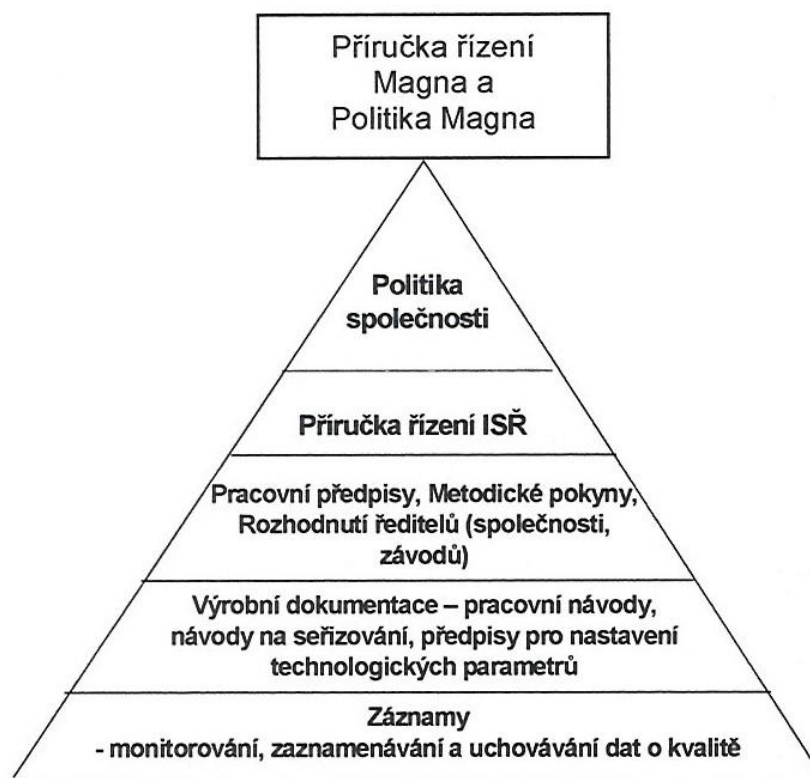 Příručka řízení
Magna a
Politika Magna
Politika
společnosti
Příručka řízení ISŘ
Pracovní předpisy, Metodické pokyny,
Rozhodnutí ředitelů (společnosti,
závodů)
Výrobní dokumentace – pracovní návody,
návody na seřizování, předpisy pro nastavení
technologických parametrů
Záznamy
- monitorování, zaznamenávání a uchovávání dat o kvalitě